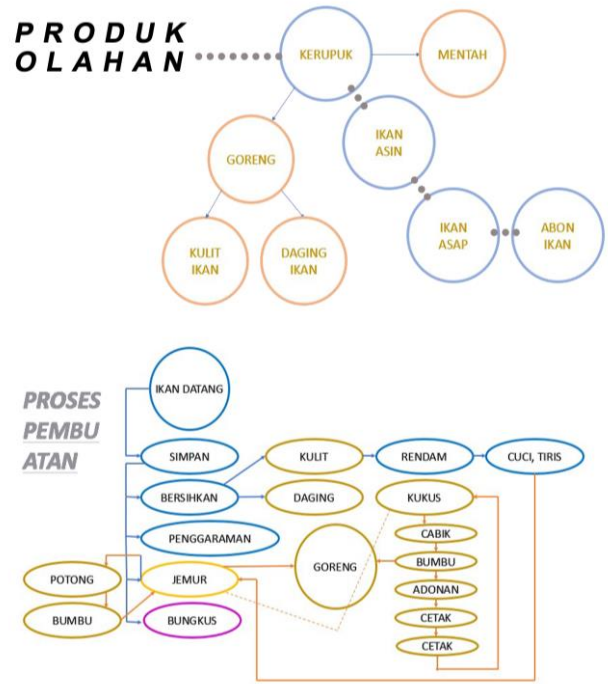 PRODUK
OLAHAN
KERUPUK
MENTAH
IKAN
ASIN
GORENG
KULIT
IKAN
DAGING
IKAN
IKAN
ASAP
ABON
IKAN
PROSES
PEMBU
ATAN
IKAN DATANG
SIMPAN
KULIT
RENDAM
CUCI, TIRIS
BERSIHKAN
DAGING
KUKUS
PENGGARAMAN
CABIK
GORENG
BUMBU
POTONG
JEMUR
ADONAN
BUMBU
BUNGKUS
CETAK
CETAK